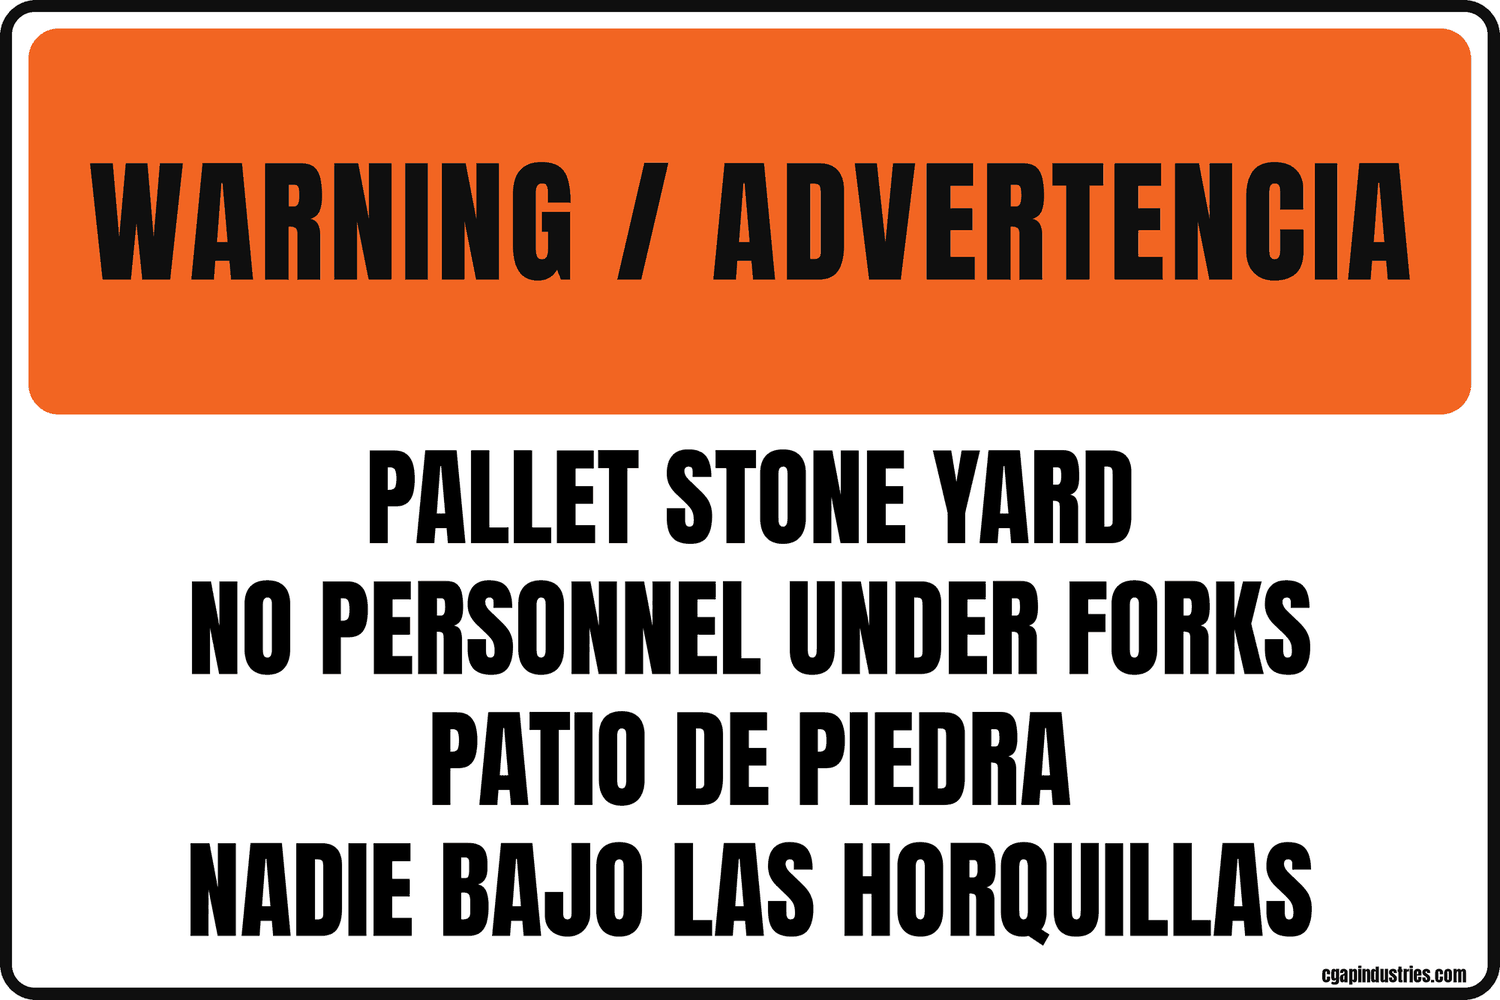 WARNING / ADVERTENCIA
PALLET STONE YARD
NO PERSONNEL UNDER FORKS
PATIO DE PIEDRA
NADIE BAJO LAS HORQUILLAS
cgapindustries.com